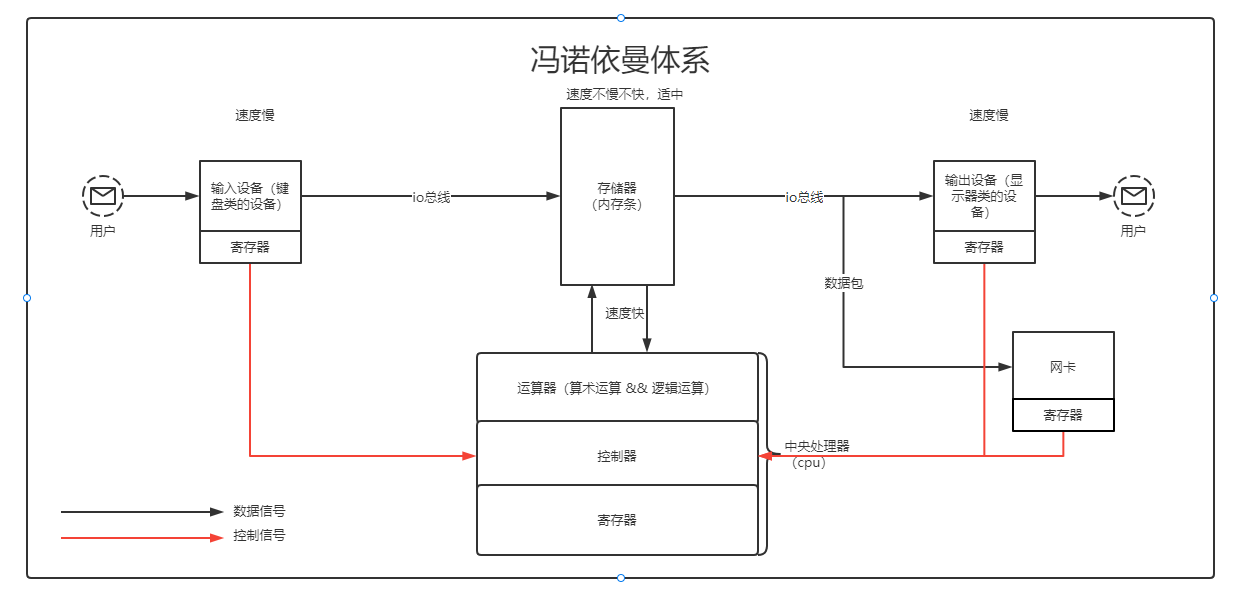 冯诺依曼体系
速度不慢不快，适中
速度慢
速度慢
输入设备（键
盘类的设备）
寄存器
用户
io总线
存储器
（内存条）
io总线
输出设备（显
示器类的设
备）
寄存器
用户
数据包
速度快
网卡
寄存器
运算器（算术运算 && 逻辑运算）
控制器
寄存器
中央处理器
（cpu）
数据信号
控制信号